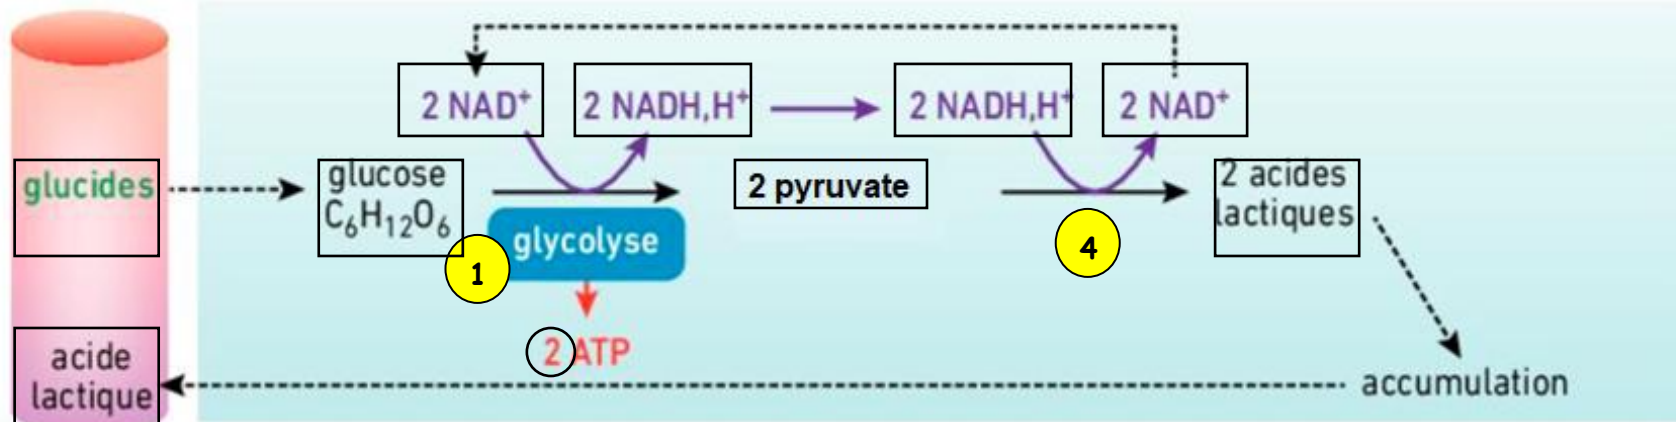 2 NAD⁺
2 NADH,H⁺
2 NADH,H⁺
2 NAD⁺
glucides
glucose
C₆H₁₂O₆
2 pyruvate
2 acides
lactiques
1
glycolyse
4
2 ATP
acide
lactique
accumulation